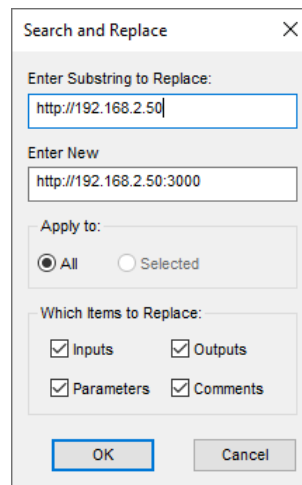 Search and Replace
Enter Substring to Replace:
http://192.168.2.50
Enter New
http://192.168.2.50:3000
Apply to:
All Selected
Which Items to Replace:
Inputs Outputs
Parameters Comments
OK Cancel